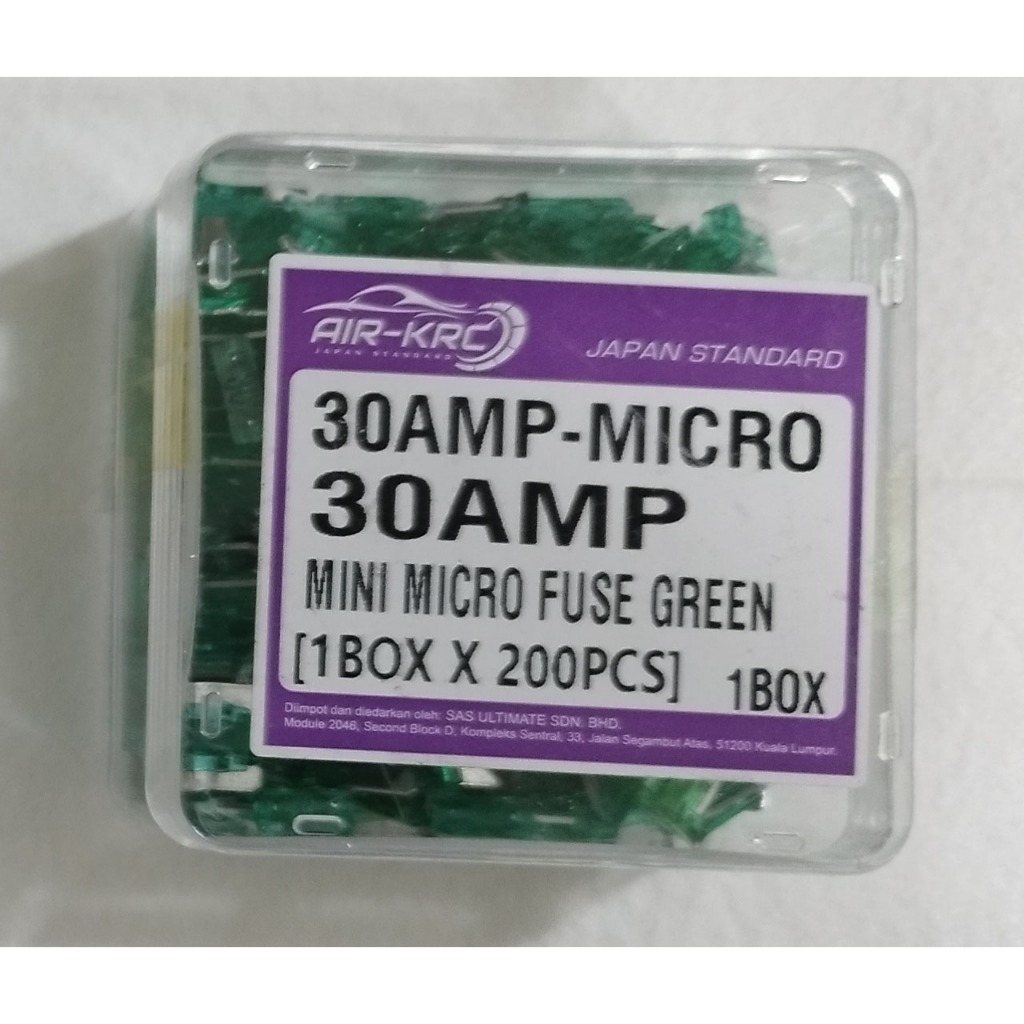 AIR-KRC
JAPAN STANDARD
JAPAN STANDARD
30AMP-MICRO
30AMP
MINI MICRO FUSE GREEN
[1BOX X 200PCS] 1BOX
Diimpot dan diedarkan oleh: SAS ULTIMATE SDN. BHD.
Module 2046, Second Block D, Kompleks Sentral, 33, Jalan Segambut Atas, 51200 Kuala Lumpur.